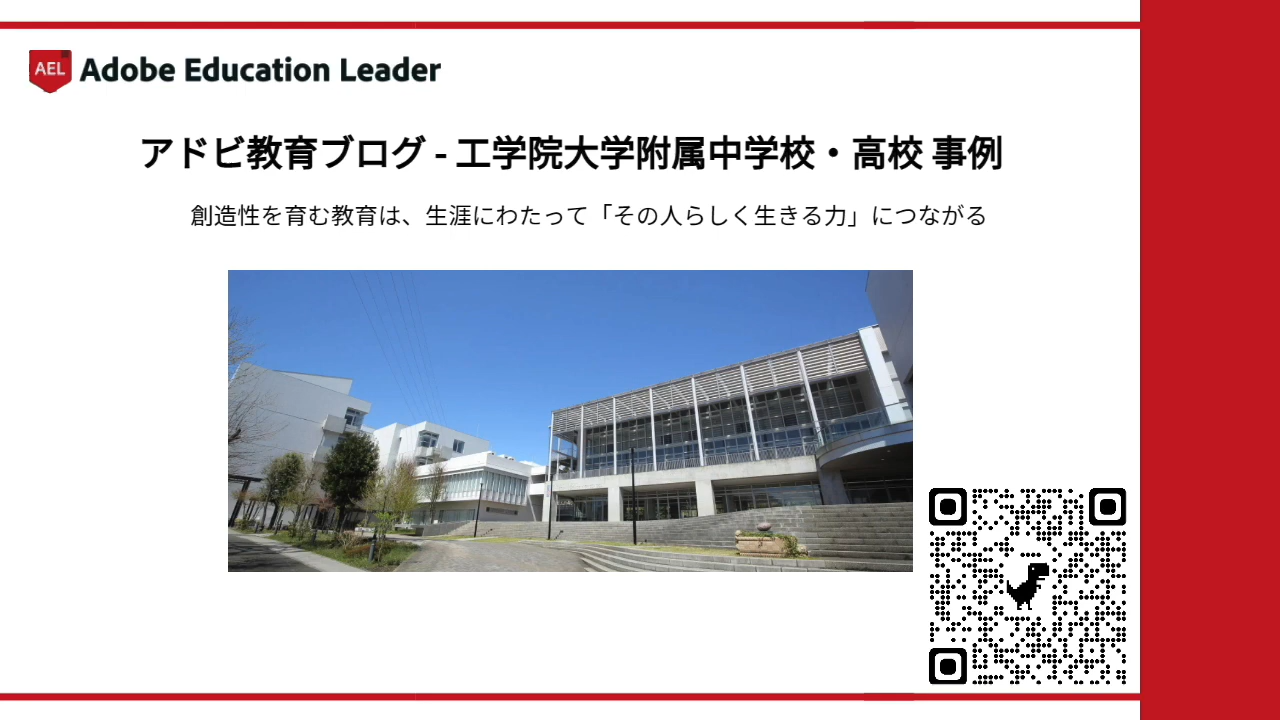 AEL Adobe Education Leader
アドビ教育ブログ - 工学院大学附属中学校・高校 事例
創造性を育む教育は、生涯にわたって「その人らしく生きる力」につながる